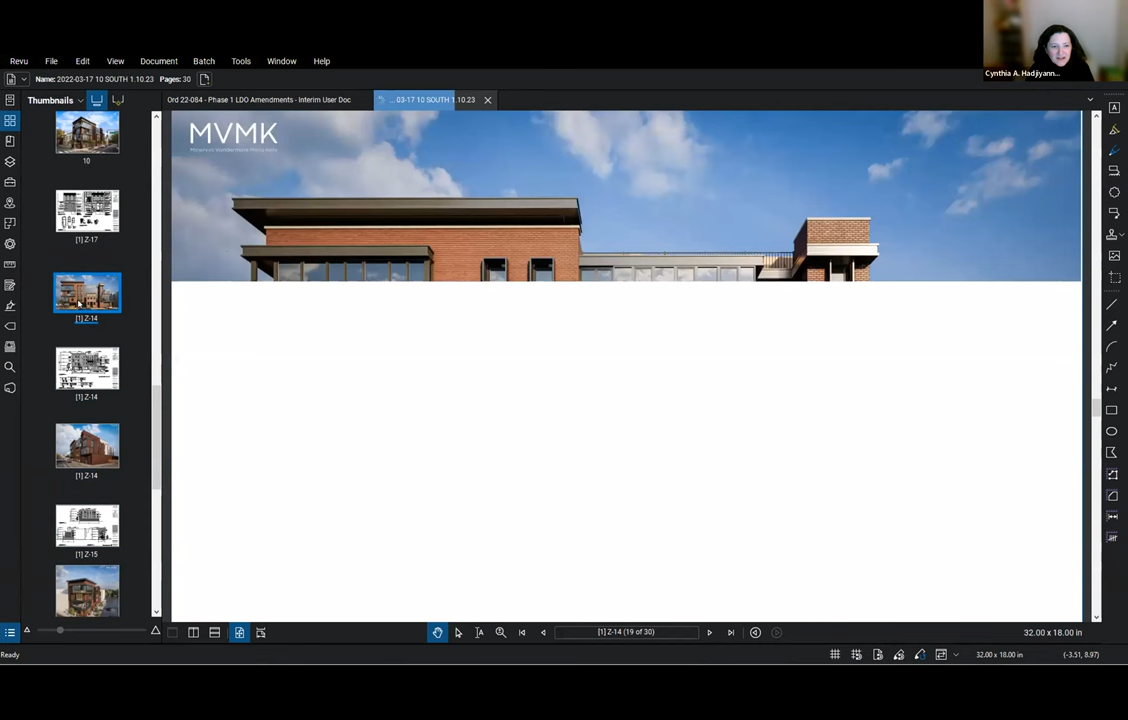 Cynthia A. Hadjiyann...
Revu File Edit View Document Batch Tools Window Help
Name: 2022-03-17 10 SOUTH 1.10.23 Pages: 30
Thumbnails
Ord 22-084 - Phase 1 LDO Amendments - Interim User Doc
... 03-17 10 SOUTH 1.10.23
MVMK
10
[1] Z-17
[1] Z-14
[1] Z-14
[1] Z-14
[1] Z-15
[1] Z-14 (19 of 30)
32.00 x 18.00 in
Ready
32.00 x 18.00 in
(-3.51, 8.97)